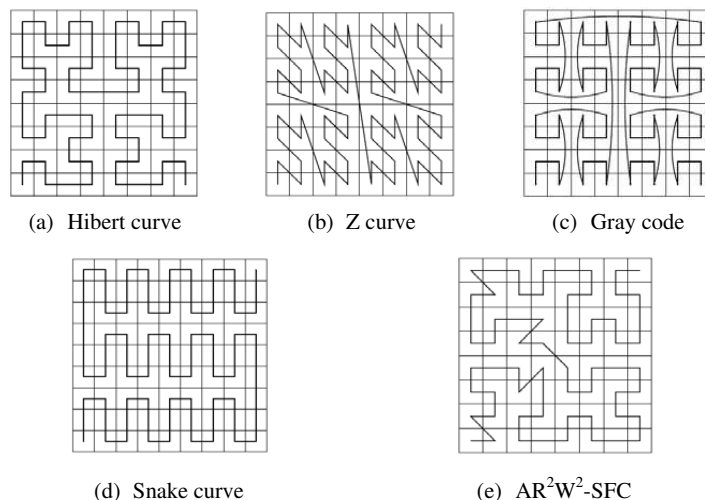 (a) Hibert curve
(b) Z curve
(c) Gray code
(d) Snake curve
(e) AR²W²-SFC